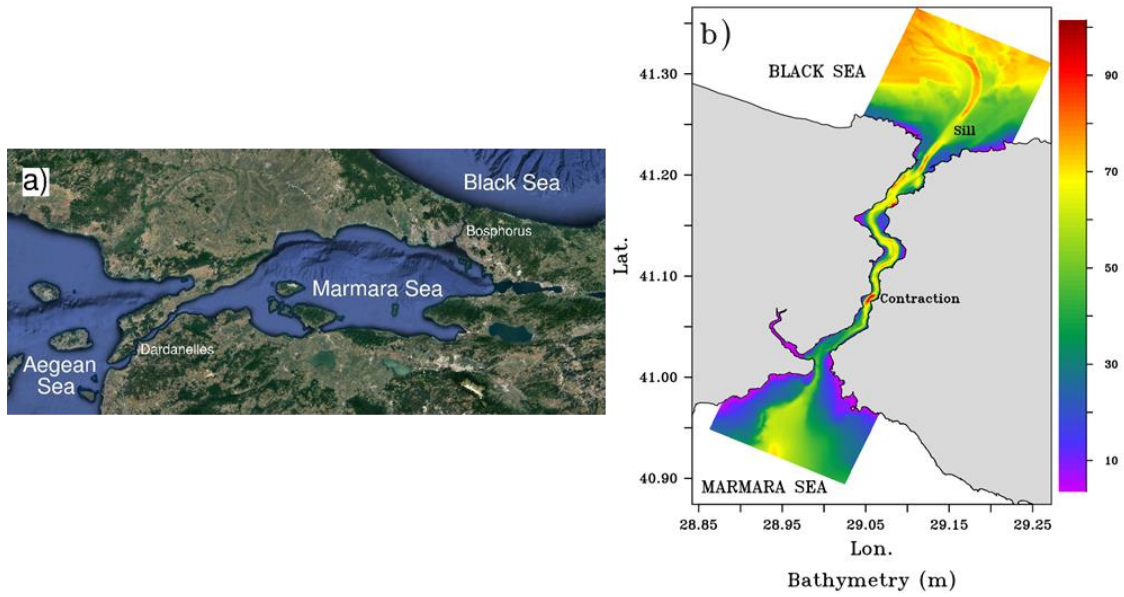 a)
Black Sea
Bosphorus
Marmara Sea
Dardanelles
Aegean
Sea
b)
BLACK SEA
Sill
Contraction
MARMARA SEA
41.30
41.20
41.10
41.00
40.90
Lat.
28.85 28.95 29.05 29.15 29.25
Lon.
Bathymetry (m)
90
70
50
30
10